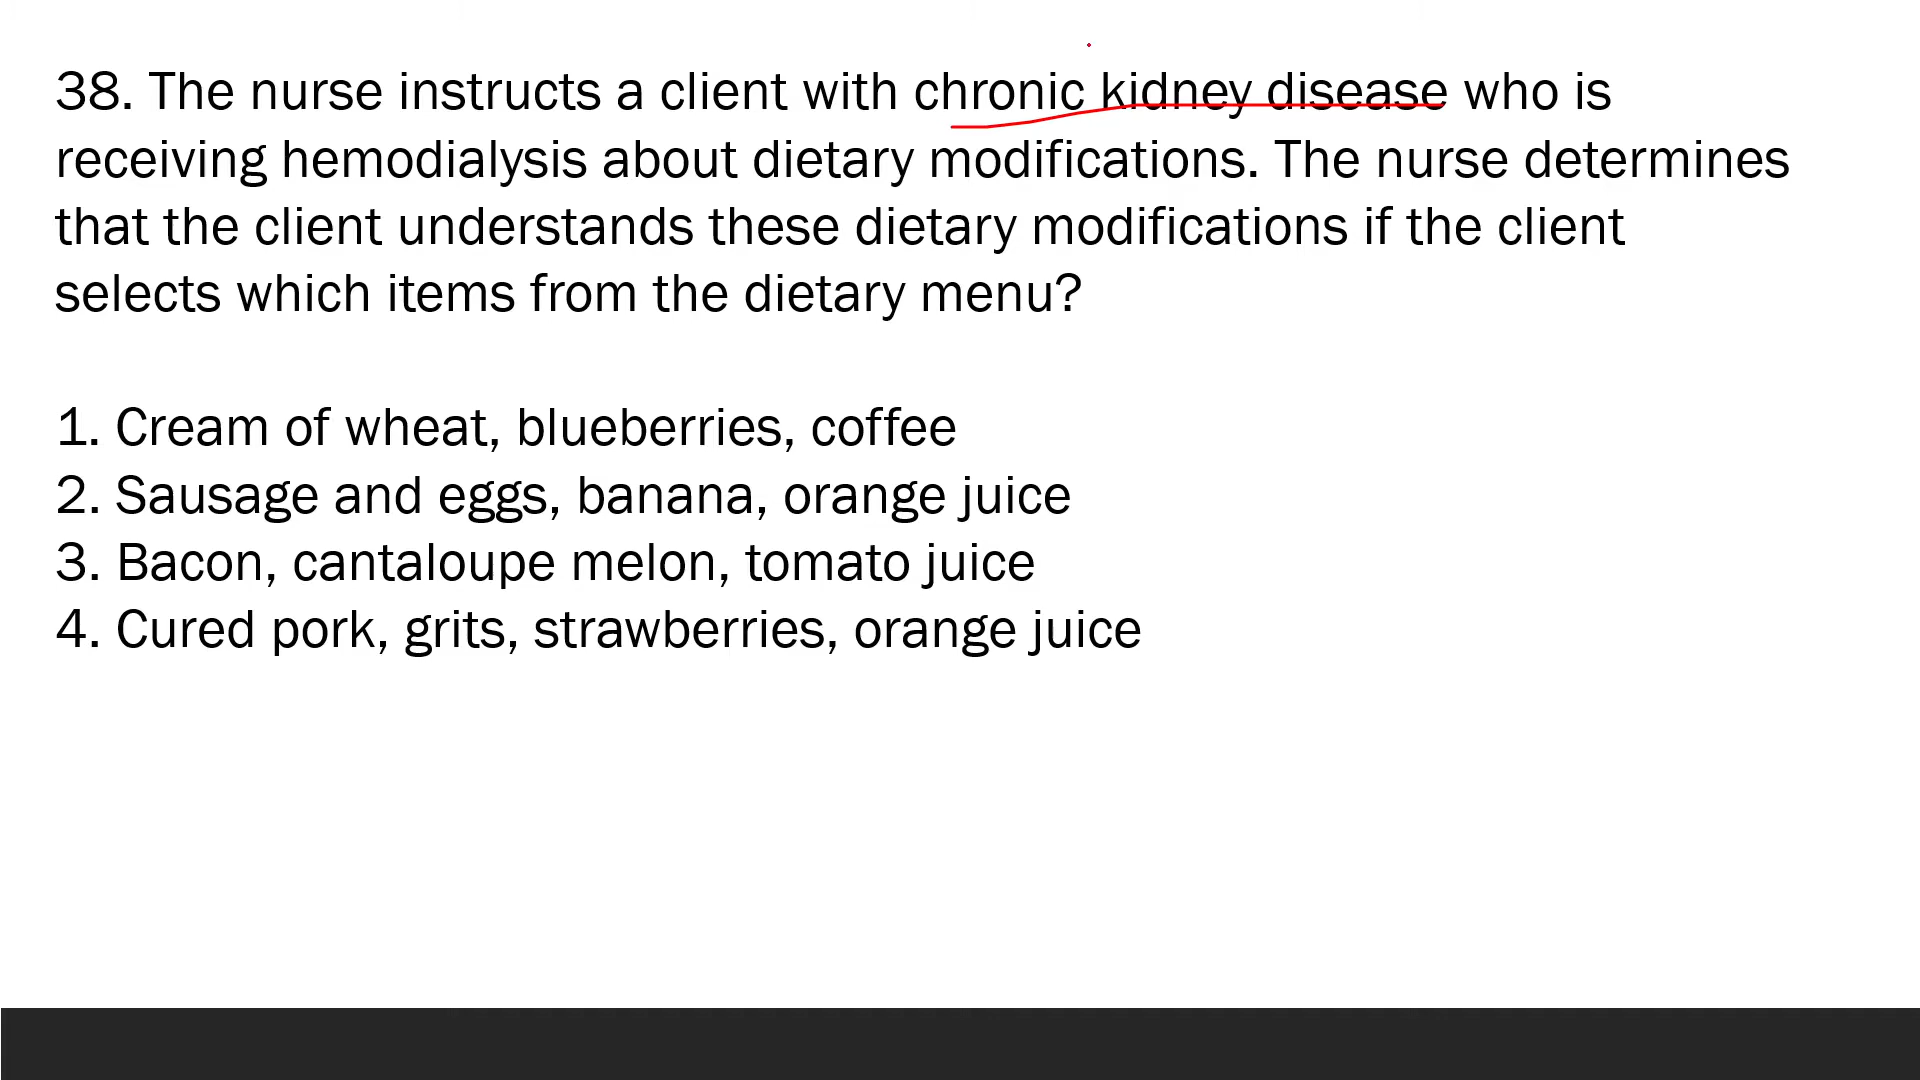 38. The nurse instructs a client with chronic kidney disease who is
receiving hemodialysis about dietary modifications. The nurse determines
that the client understands these dietary modifications if the client
selects which items from the dietary menu?
1. Cream of wheat, blueberries, coffee
2. Sausage and eggs, banana, orange juice
3. Bacon, cantaloupe melon, tomato juice
4. Cured pork, grits, strawberries, orange juice